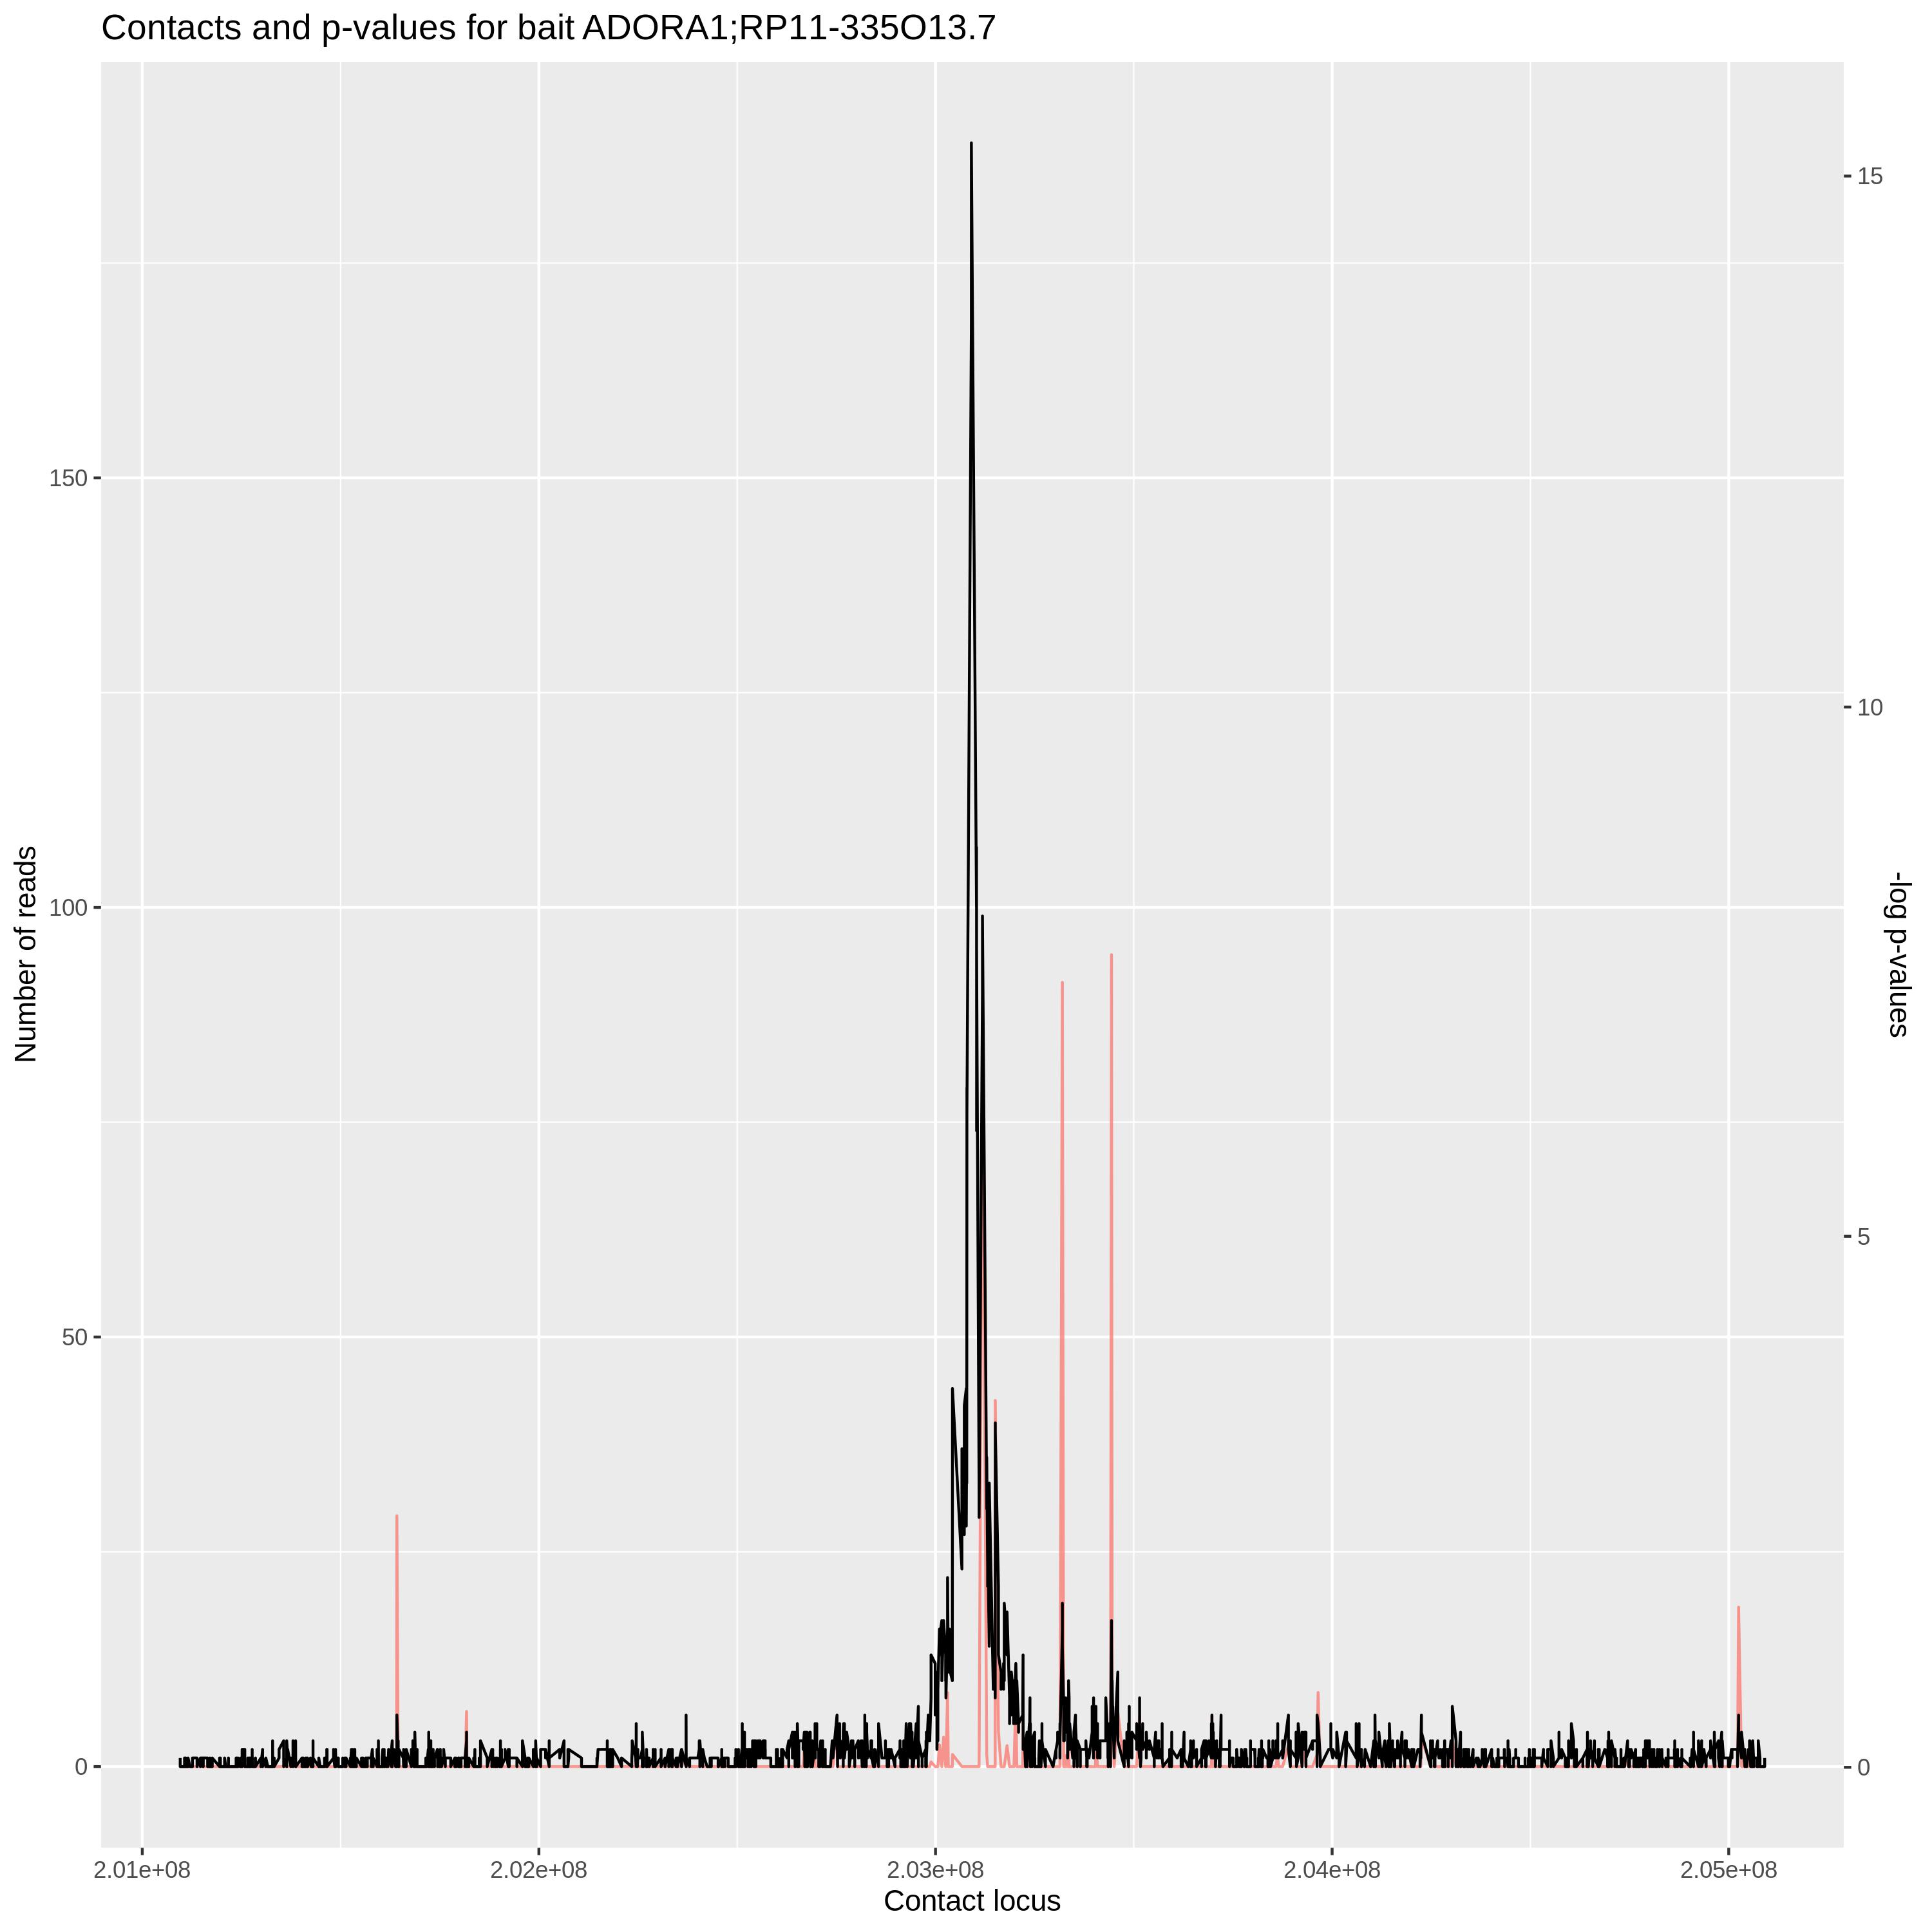 Contacts and p-values for bait ADORA1;RP11-335O13.7
Number of reads
150
100
50
0
15
10
5
0
-log p-values
2.01e+08 2.02e+08 2.03e+08 2.04e+08 2.05e+08
Contact locus